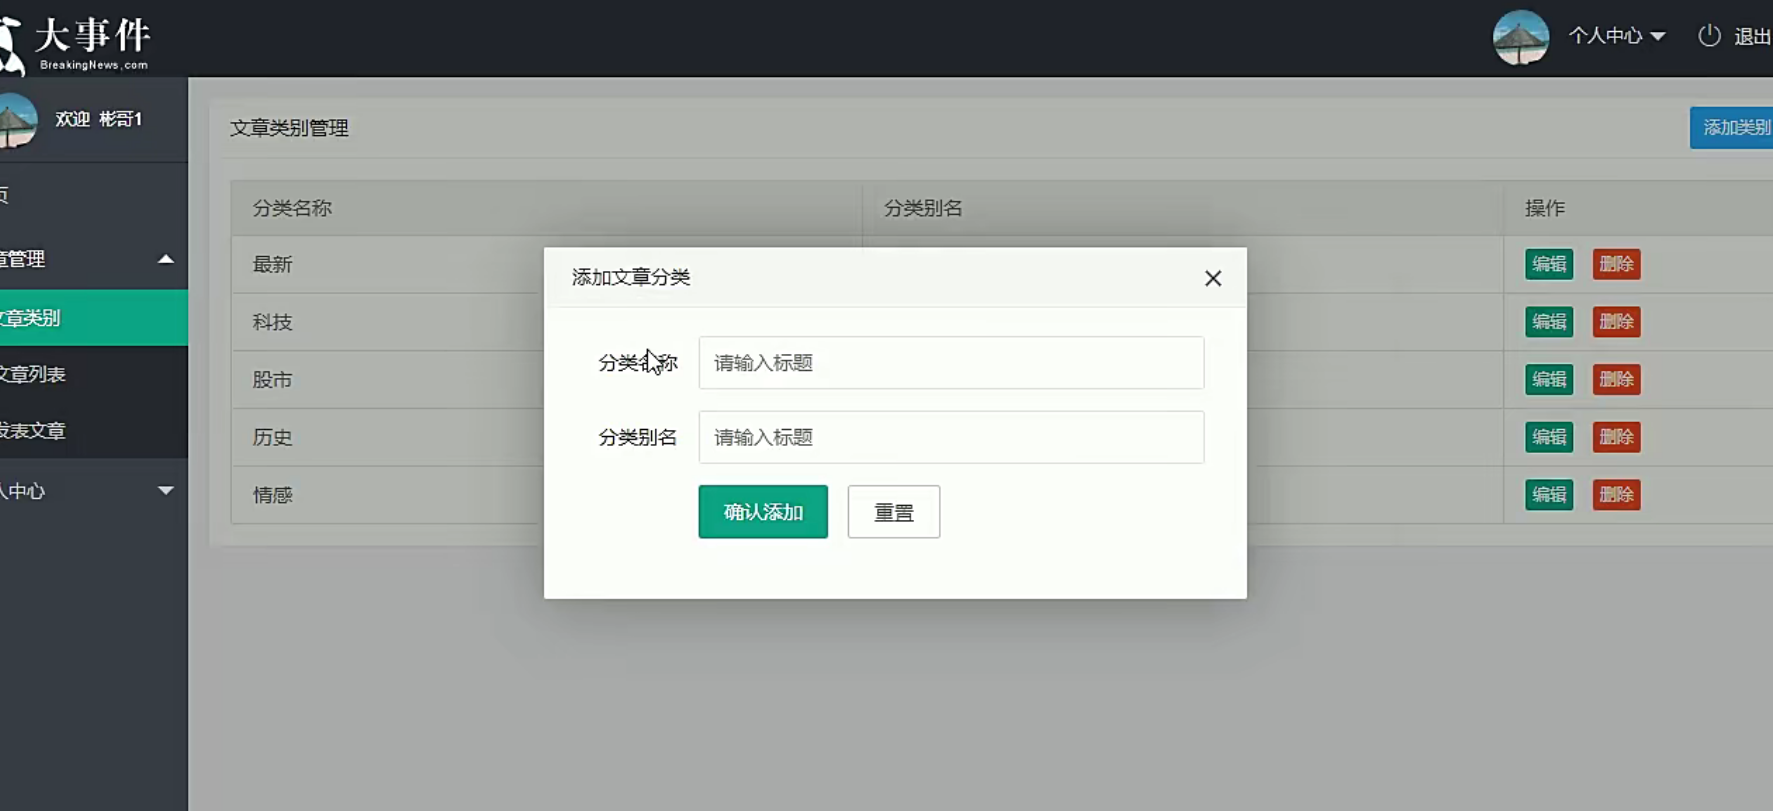 大事件
BreakingNews.com
个人中心
退出
欢迎 彬哥1
文章类别管理
添加类别
页
章管理
文章类别
文章列表
发表文章
人中心
分类名称 分类别名 操作
最新 编辑 删除
科技 编辑 删除
股市 编辑 删除
历史 编辑 删除
情感 编辑 删除
添加文章分类
分类名称 请输入标题
分类别名 请输入标题
确认添加 重置